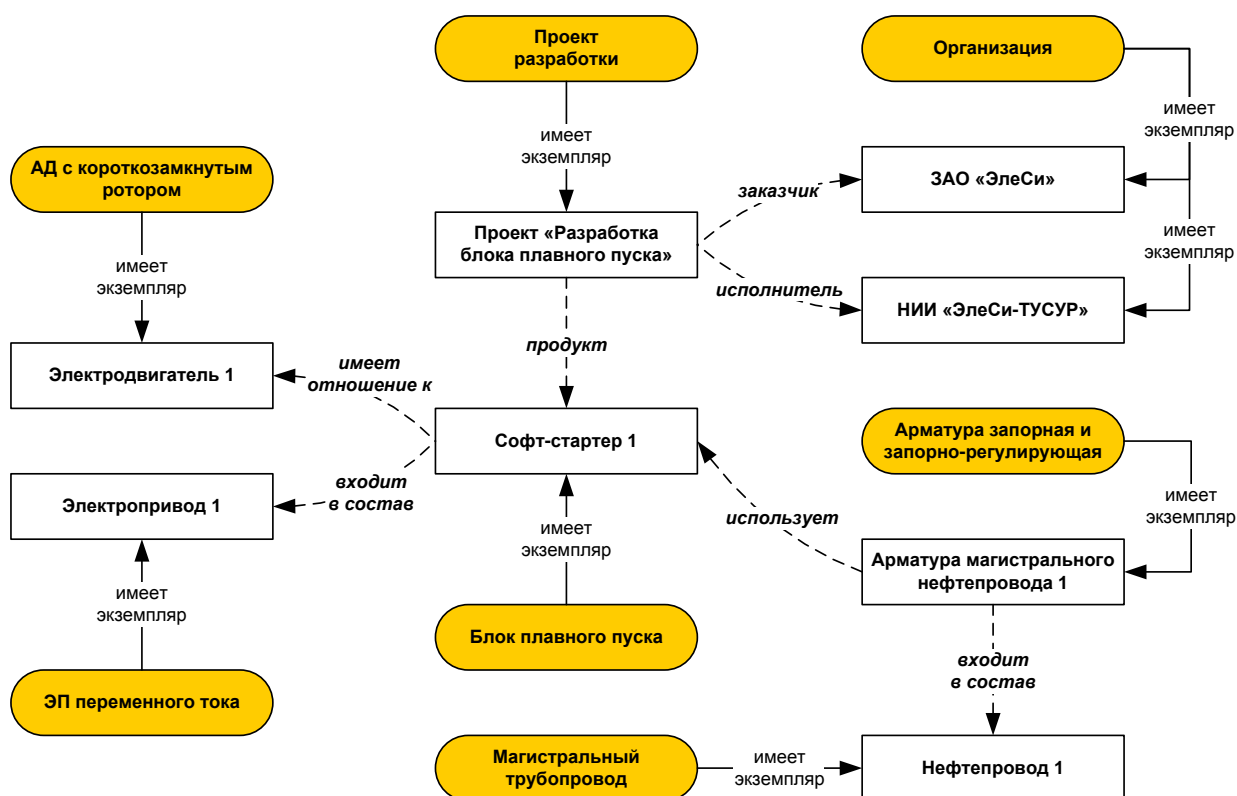 Проект
разработки
Организация
имеет
экземпляр
имеет
экземпляр
АД с короткозамкнутым
ротором
заказчик
ЗАО «ЭлеСи»
Проект «Разработка
блока плавного пуска»
имеет
экземпляр
имеет
экземпляр
исполнитель
НИИ «ЭлеСи-ТУСУР»
продукт
Электродвигатель 1
имеет
отношение к
Софт-стартер 1
Арматура запорная и
запорно-регулирующая
Электропривод 1
входит
в состав
использует
имеет
экземпляр
имеет
экземпляр
Арматура магистрального
нефтепровода 1
имеет
экземпляр
Блок плавного пуска
входит
в состав
ЭП переменного тока
Магистральный
трубопровод
имеет
экземпляр
Нефтепровод 1